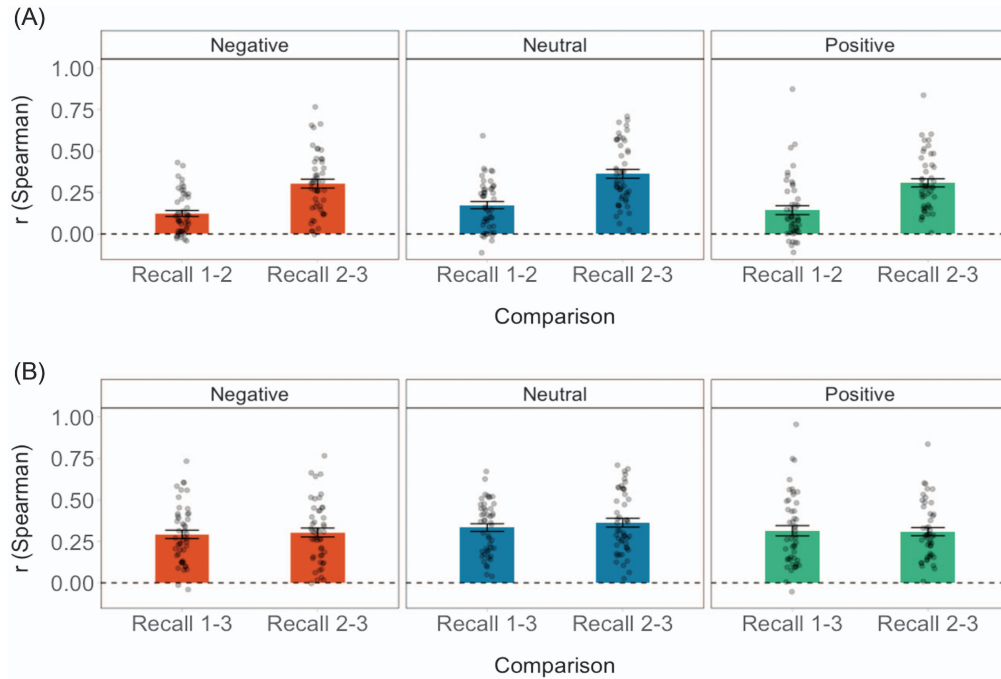 (A)
Negative Neutral Positive
1.00
0.75
0.50
0.25
0.00
r (Spearman)
Recall 1-2 Recall 2-3 Recall 1-2 Recall 2-3 Recall 1-2 Recall 2-3
Comparison
(B)
Negative Neutral Positive
1.00
0.75
0.50
0.25
0.00
r (Spearman)
Recall 1-3 Recall 2-3 Recall 1-3 Recall 2-3 Recall 1-3 Recall 2-3
Comparison